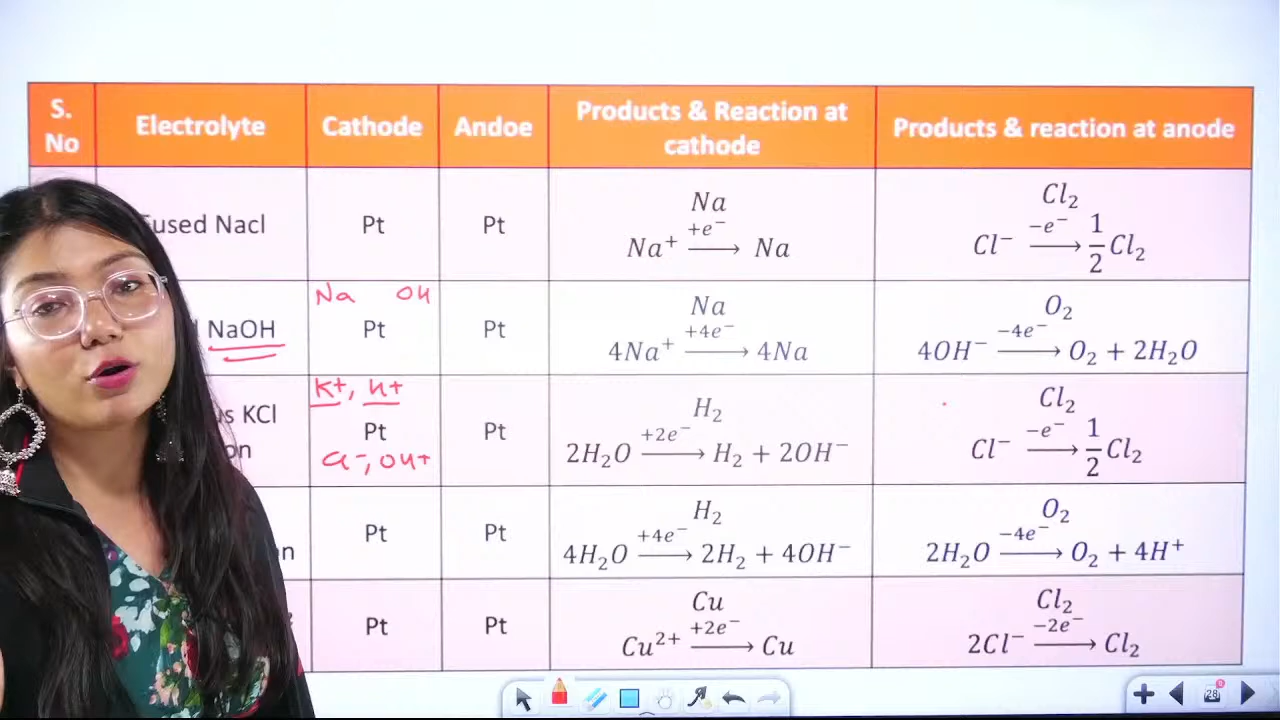 S. No
Electrolyte
Cathode
Andoe
Products & Reaction at cathode
Products & reaction at anode
used Nacl
Pt
Pt
Na
Na⁺ +e⁻ ⟶ Na
Cl₂
Cl⁻ −e⁻ ⟶ 1/2 Cl₂
NaOH
Na OH
Pt
Pt
Na
4Na⁺ +4e⁻ ⟶ 4Na
O₂
4OH⁻ −4e⁻ ⟶ O₂ + 2H₂O
s KCl
on
K+, H+
Pt
Cl⁻, OH+
Pt
H₂
2H₂O +2e⁻ ⟶ H₂ + 2OH⁻
Cl₂
Cl⁻ −e⁻ ⟶ 1/2 Cl₂
n
Pt
Pt
H₂
4H₂O +4e⁻ ⟶ 2H₂ + 4OH⁻
O₂
2H₂O −4e⁻ ⟶ O₂ + 4H⁺
Pt
Pt
Cu
Cu²⁺ +2e⁻ ⟶ Cu
Cl₂
2Cl⁻ −2e⁻ ⟶ Cl₂
28